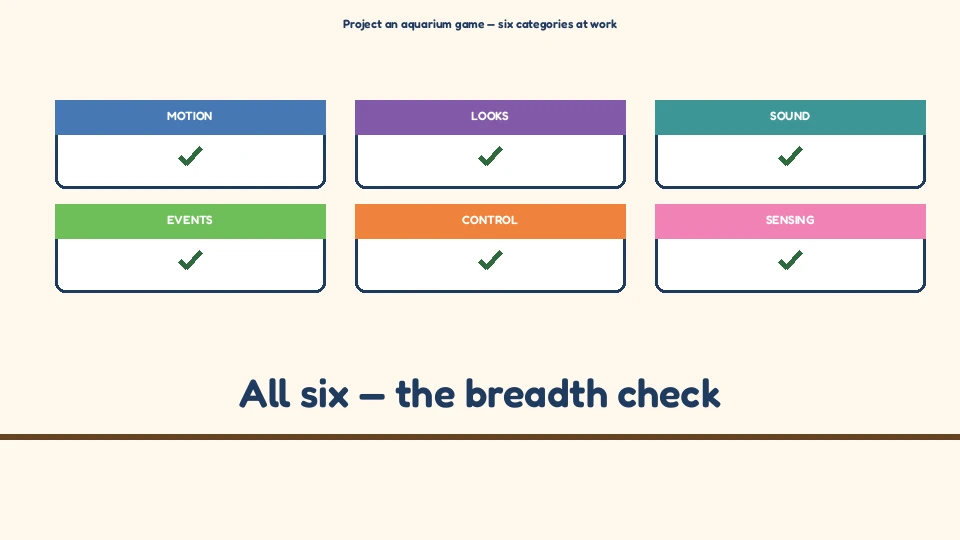 Project an aquarium game — six categories at work
MOTION
LOOKS
SOUND
EVENTS
CONTROL
SENSING
All six — the breadth check